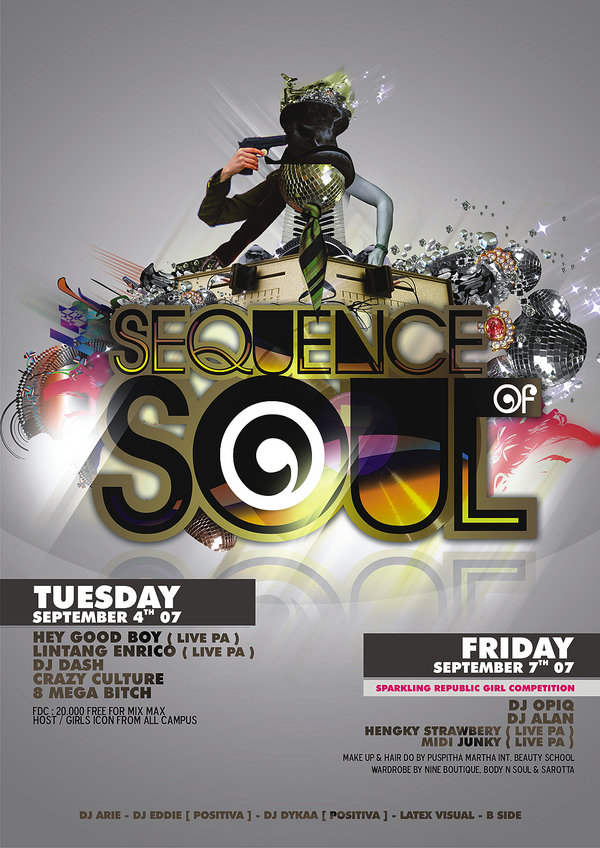 SEQUENCE
of
SOUL
TUESDAY
SEPTEMBER 4TH 07
HEY GOOD BOY ( LIVE PA )
LINTANG ENRICO ( LIVE PA )
DJ DASH
CRAZY CULTURE
8 MEGA BITCH
FDC : 20.000 FREE FOR MIX MAX
HOST / GIRLS ICON FROM ALL CAMPUS
FRIDAY
SEPTEMBER 7TH 07
SPARKLING REPUBLIC GIRL COMPETITION
DJ OPIQ
DJ ALAN
HENGKY STRAWBERY ( LIVE PA )
MIDI JUNKY ( LIVE PA )
MAKE UP & HAIR DO BY PUSPITHA MARTHA INT. BEAUTY SCHOOL
WARDROBE BY NINE BOUTIQUE, BODY N SOUL & SAROTTA
DJ ARIE - DJ EDDIE [ POSITIVA ] - DJ DYKAA [ POSITIVA ] - LATEX VISUAL - B SIDE